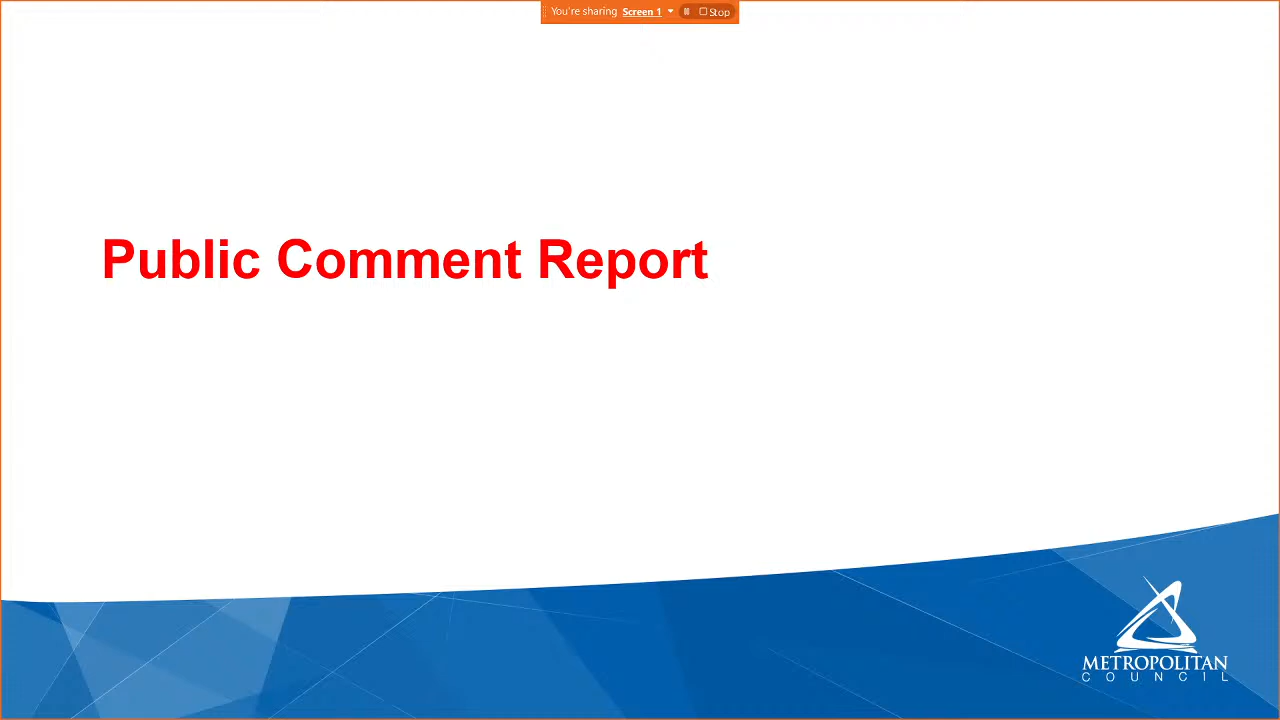 You're sharing Screen 1 Stop
Public Comment Report
METROPOLITAN
COUNCIL